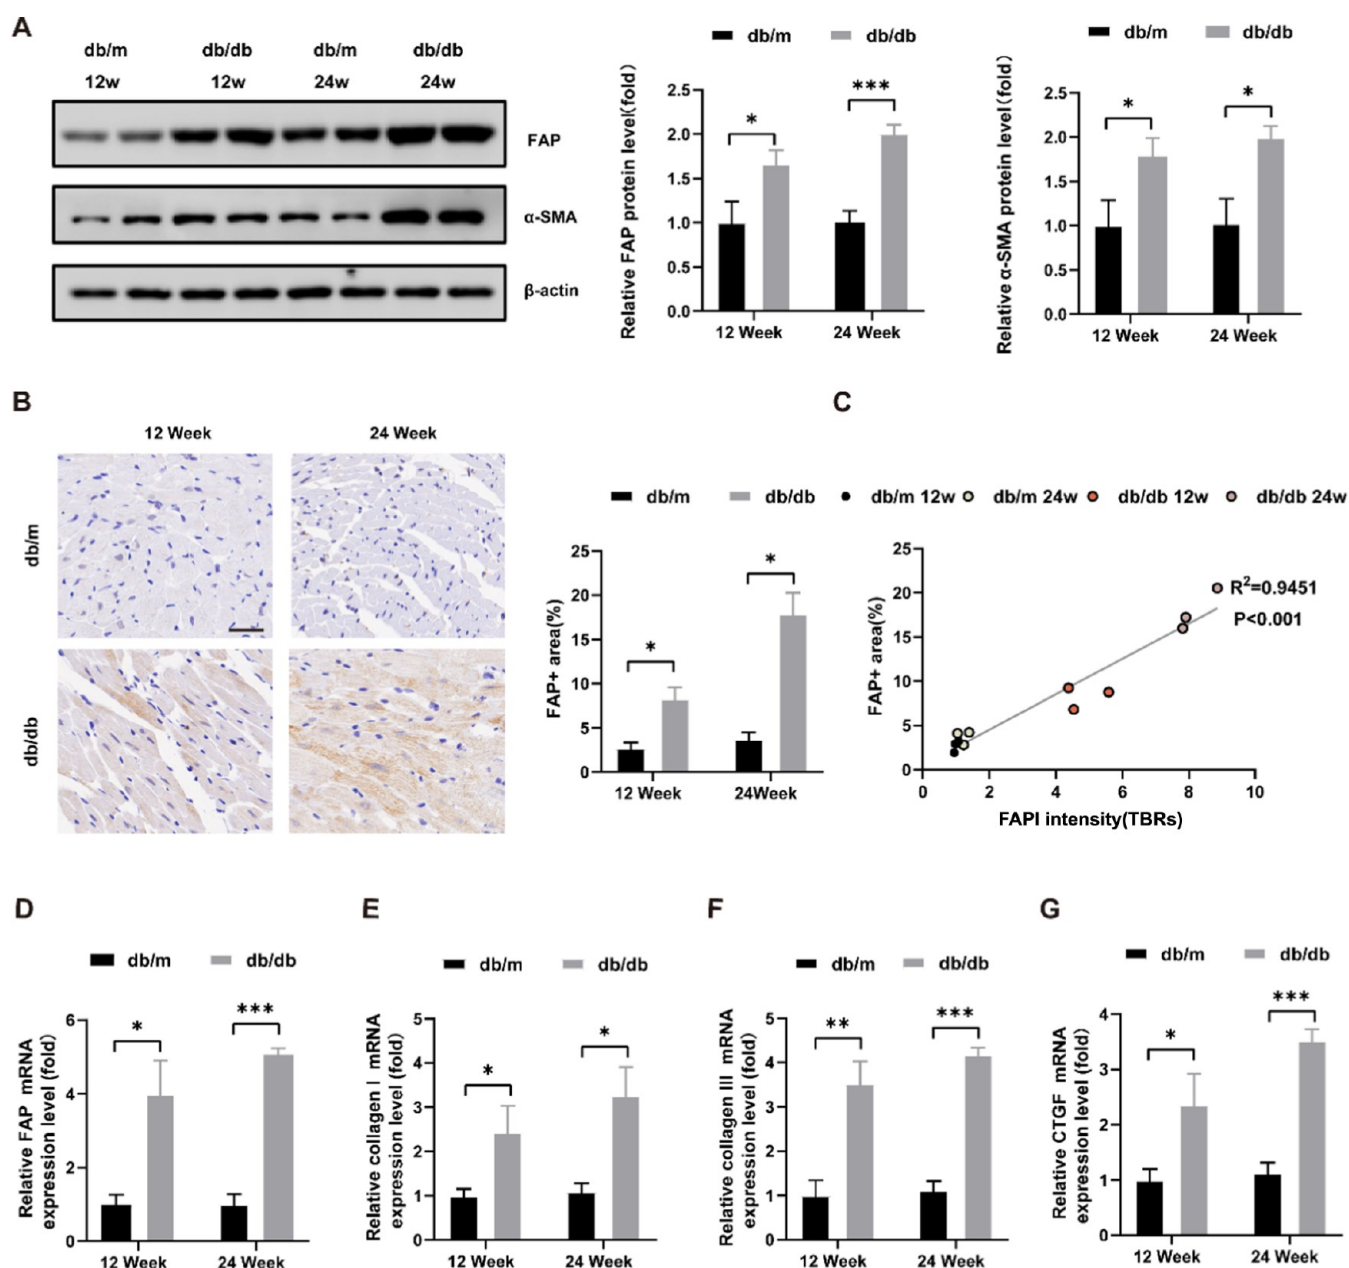 A
db/m db/db db/m db/db
12w 12w 24w 24w
FAP
α-SMA
β-actin
db/m db/db
Relative FAP protein level(fold)
2.5
2.0
1.5
1.0
0.5
0.0
* ***
12 Week 24 Week
db/m db/db
Relative α-SMA protein level(fold)
2.5
2.0
1.5
1.0
0.5
0.0
* *
12 Week 24 Week
B
12 Week 24 Week
db/m
db/db
db/m db/db
FAP+ area(%)
25
20
15
10
5
0
* *
12 Week 24Week
C
db/m 12w db/m 24w db/db 12w db/db 24w
FAP+ area(%)
25
20
15
10
5
0
R²=0.9451
P<0.001
0 2 4 6 8 10
FAPI intensity(TBRs)
D
db/m db/db
Relative FAP mRNA
expression level (fold)
6
4
2
0
* ***
12 Week 24 Week
E
db/m db/db
Relative collagen I mRNA
expression level (fold)
5
4
3
2
1
0
* *
12 Week 24 Week
F
db/m db/db
Relative collagen III mRNA
expression level (fold)
5
4
3
2
1
0
** ***
12 Week 24 Week
G
db/m db/db
Relative CTGF mRNA
expression level (fold)
4
3
2
1
0
* ***
12 Week 24 Week